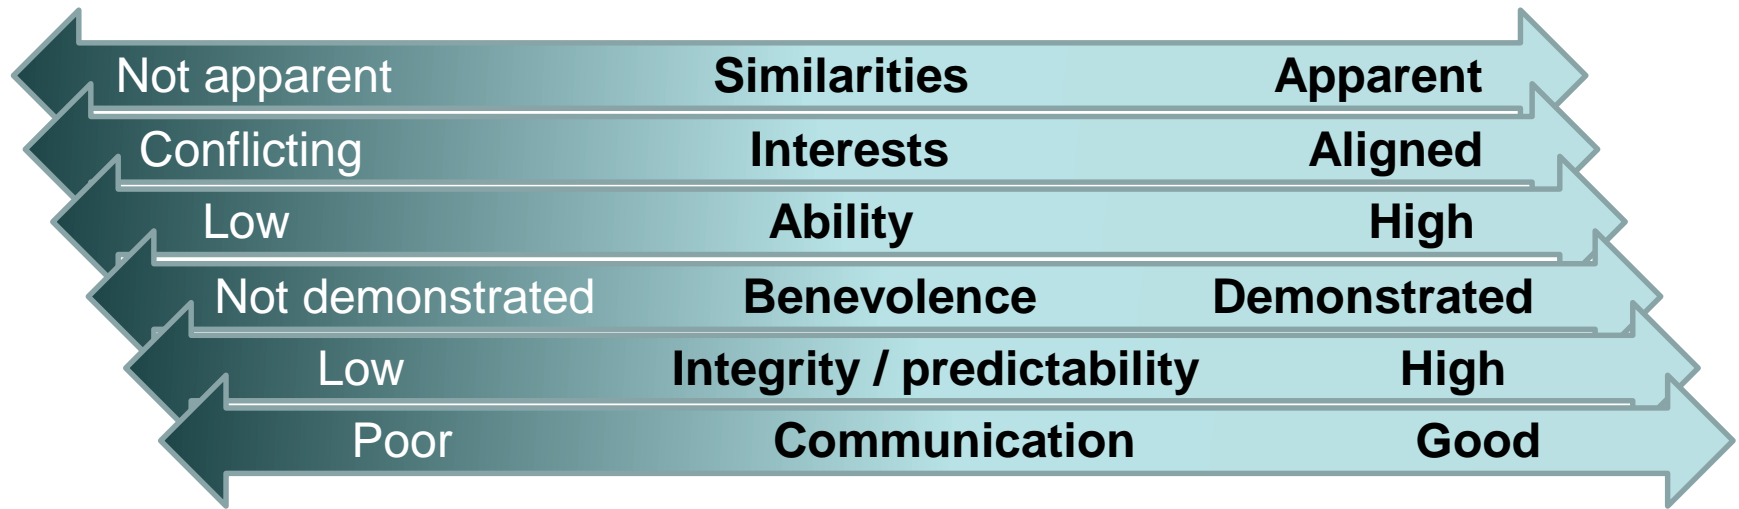 Not apparent Similarities Apparent
Conflicting Interests Aligned
Low Ability High
Not demonstrated Benevolence Demonstrated
Low Integrity / predictability High
Poor Communication Good